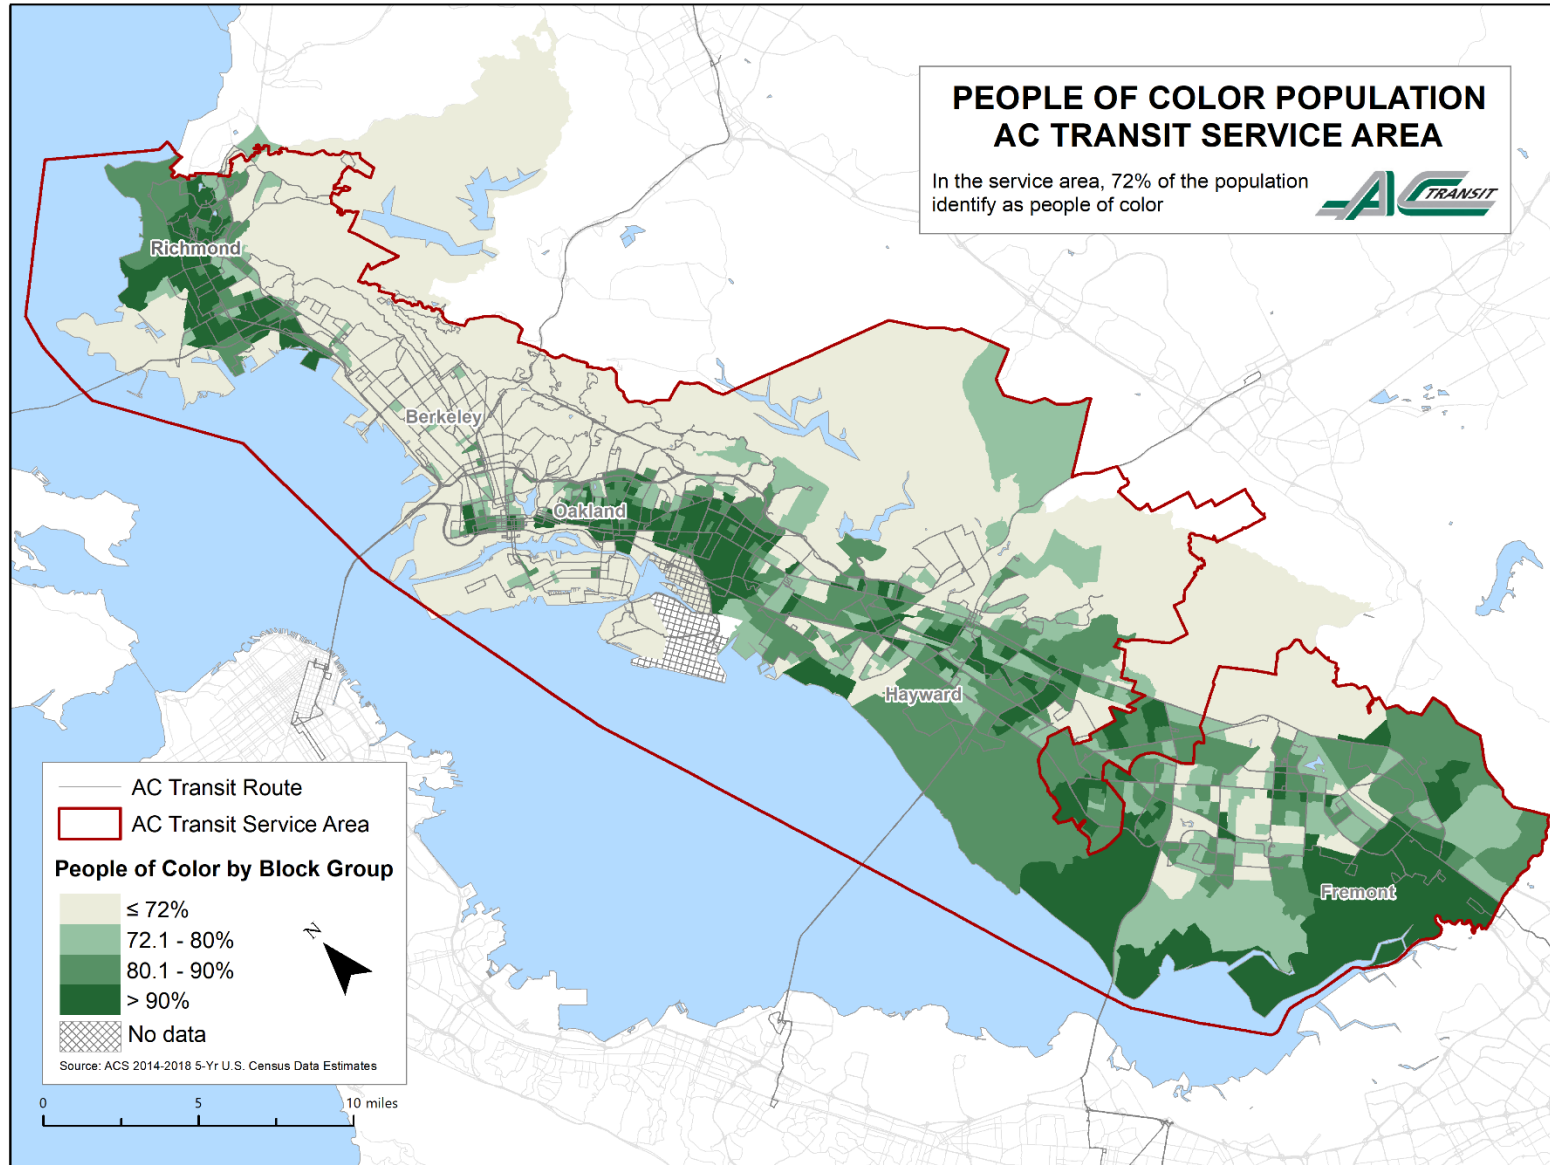 PEOPLE OF COLOR POPULATION
AC TRANSIT SERVICE AREA
In the service area, 72% of the population
identify as people of color
AC TRANSIT
Richmond
Berkeley
Oakland
Hayward
Fremont
AC Transit Route
AC Transit Service Area
People of Color by Block Group
≤ 72%
72.1 - 80%
80.1 - 90%
> 90%
No data
N
Source: ACS 2014-2018 5-Yr U.S. Census Data Estimates
0 5 10 miles